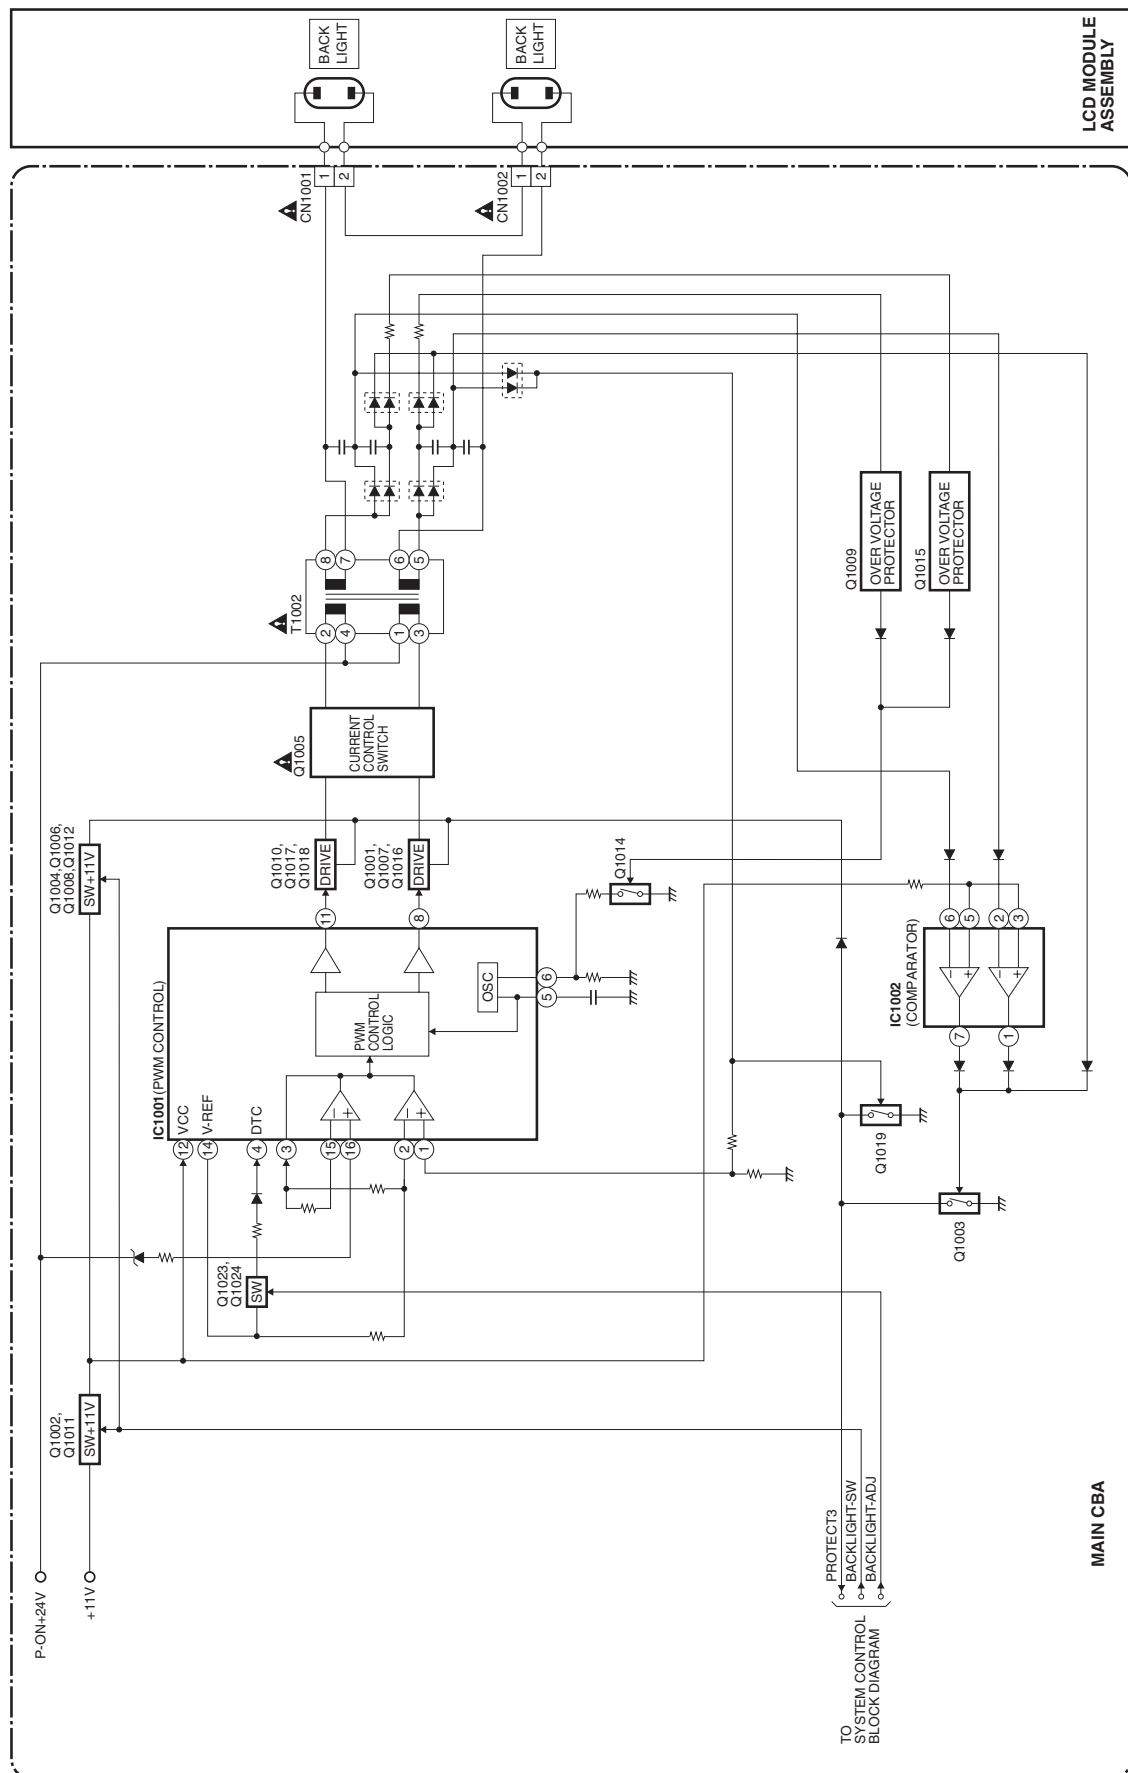 P-ON+24V
+11V
Q1002,
Q1011
SW+11V
Q1004,Q1006,
Q1008,Q1012
SW+11V
Q1023,
Q1024
SW
IC1001(PWM CONTROL)
12
VCC
14
V-REF
4
DTC
3
15
16
2
1
−
+
−
+
PWM
CONTROL
LOGIC
OSC
5
6
11
8
Q1010,
Q1017,
Q1018
DRIVE
Q1001,
Q1007,
Q1016
DRIVE
Q1014
Q1005
CURRENT
CONTROL
SWITCH
T1002
2
4
1
3
8
7
6
5
CN1001
1
2
CN1002
1
2
BACK
LIGHT
BACK
LIGHT
LCD MODULE
ASSEMBLY
Q1009
OVER VOLTAGE
PROTECTOR
Q1015
OVER VOLTAGE
PROTECTOR
IC1002
(COMPARATOR)
7
1
−
+
−
+
6
5
2
3
Q1019
Q1003
TO
SYSTEM CONTROL
BLOCK DIAGRAM
PROTECT3
BACKLIGHT-SW
BACKLIGHT-ADJ
MAIN CBA